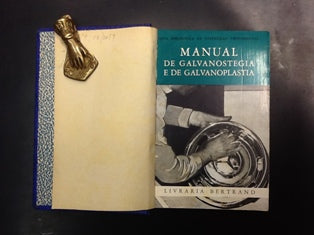 MANUAL
DE GALVANOSTEGIA
E DE GALVANOPLASTIA
LIVRARIA BERTRAND